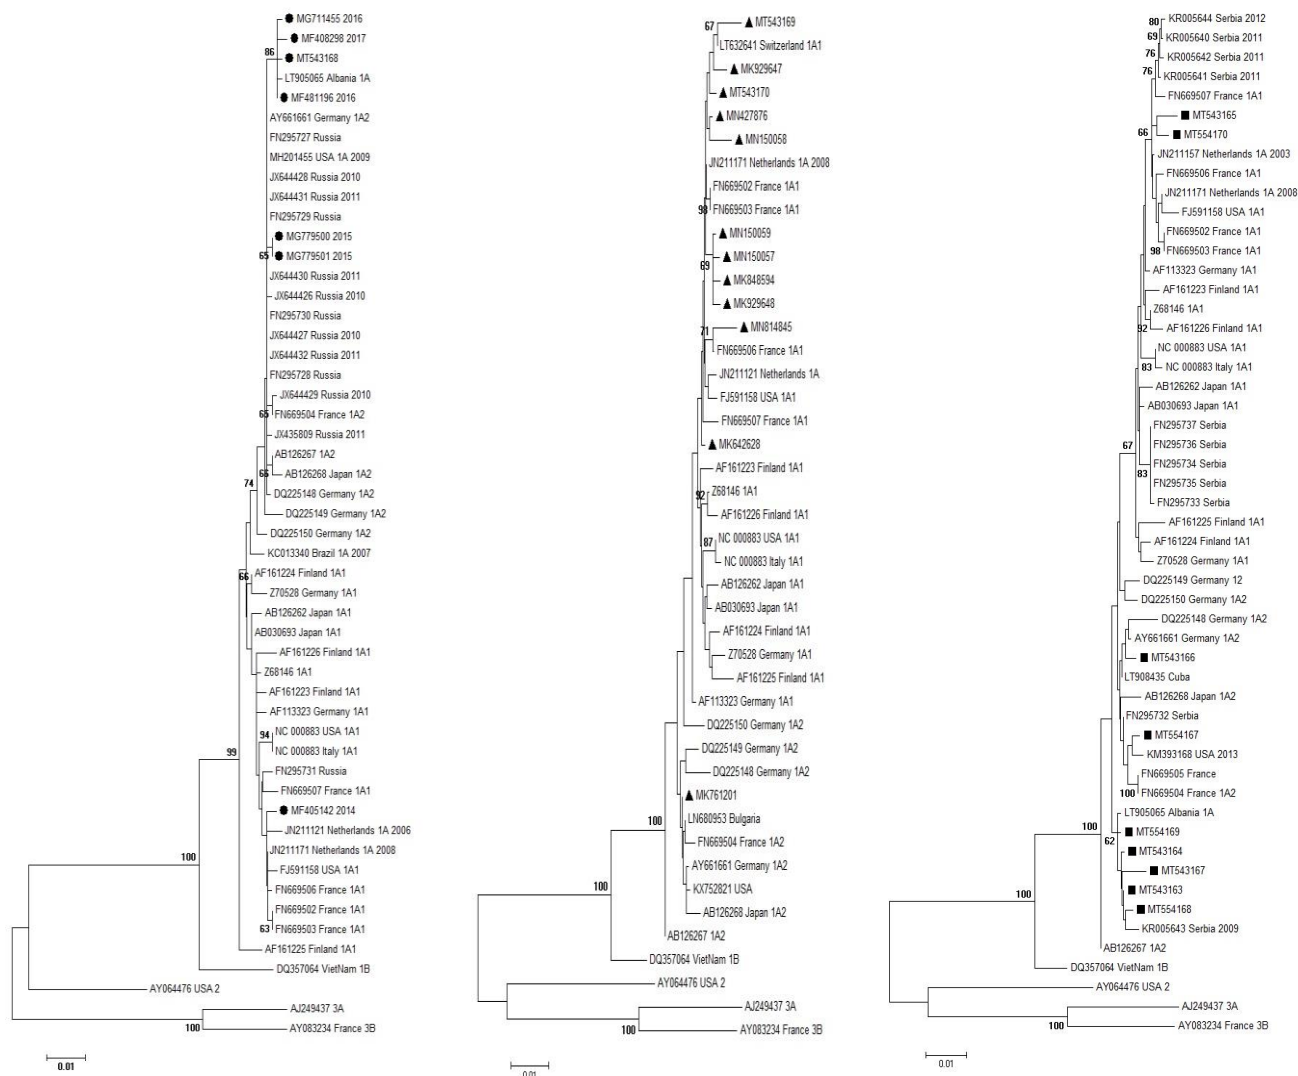 MG711455 2016
MF408298 2017
86
MT543168
LT905065 Albania 1A
MF481196 2016
AY661661 Germany 1A2
FN295727 Russia
MH201455 USA 1A 2009
JX644428 Russia 2010
JX644431 Russia 2011
FN295729 Russia
MG779500 2015
65
MG779501 2015
JX644430 Russia 2011
JX644426 Russia 2010
FN295730 Russia
JX644427 Russia 2010
JX644432 Russia 2011
FN295728 Russia
JX644429 Russia 2010
65
FN669504 France 1A2
JX435809 Russia 2011
AB126267 1A2
66
AB126268 Japan 1A2
74
DQ225148 Germany 1A2
DQ225149 Germany 1A2
DQ225150 Germany 1A2
KC013340 Brazil 1A 2007
66
AF161224 Finland 1A1
Z70528 Germany 1A1
AB126262 Japan 1A1
AB030693 Japan 1A1
AF161226 Finland 1A1
Z68146 1A1
AF161223 Finland 1A1
AF113323 Germany 1A1
94
NC 000883 USA 1A1
99
NC 000883 Italy 1A1
FN295731 Russia
FN669507 France 1A1
MF405142 2014
JN211121 Netherlands 1A 2006
100
JN211171 Netherlands 1A 2008
FJ591158 USA 1A1
FN669506 France 1A1
FN669502 France 1A1
63
FN669503 France 1A1
AF161225 Finland 1A1
DQ357064 VietNam 1B
AY064476 USA 2
AJ249437 3A
100
AY083234 France 3B
0.01
67
MT543169
LT632641 Switzerland 1A1
MK929647
MT543170
MN427876
MN150058
JN211171 Netherlands 1A 2008
FN669502 France 1A1
98
FN669503 France 1A1
MN150059
MN150057
69
MK848594
MK929648
71
MN814845
FN669506 France 1A1
JN211121 Netherlands 1A
FJ591158 USA 1A1
FN669507 France 1A1
MK642628
AF161223 Finland 1A1
92
Z68146 1A1
AF161226 Finland 1A1
87
NC 000883 USA 1A1
NC 000883 Italy 1A1
AB126262 Japan 1A1
AB030693 Japan 1A1
AF161224 Finland 1A1
Z70528 Germany 1A1
AF161225 Finland 1A1
AF113323 Germany 1A1
DQ225150 Germany 1A2
DQ225149 Germany 1A2
DQ225148 Germany 1A2
MK761201
100
LN680953 Bulgaria
FN669504 France 1A2
AY661661 Germany 1A2
100
KX752821 USA
AB126268 Japan 1A2
AB126267 1A2
DQ357064 VietNam 1B
AY064476 USA 2
AJ249437 3A
100
AY083234 France 3B
0.01
80
KR005644 Serbia 2012
69
KR005640 Serbia 2011
76
KR005642 Serbia 2011
76
KR005641 Serbia 2011
FN669507 France 1A1
MT543165
66
MT554170
JN211157 Netherlands 1A 2003
FN669506 France 1A1
JN211171 Netherlands 1A 2008
FJ591158 USA 1A1
FN669502 France 1A1
98
FN669503 France 1A1
AF113323 Germany 1A1
AF161223 Finland 1A1
Z68146 1A1
92
AF161226 Finland 1A1
NC 000883 USA 1A1
83
NC 000883 Italy 1A1
AB126262 Japan 1A1
AB030693 Japan 1A1
FN295737 Serbia
67
FN295736 Serbia
FN295734 Serbia
83
FN295735 Serbia
FN295733 Serbia
AF161225 Finland 1A1
AF161224 Finland 1A1
Z70528 Germany 1A1
DQ225149 Germany 12
DQ225150 Germany 1A2
DQ225148 Germany 1A2
AY661661 Germany 1A2
MT543166
LT908435 Cuba
AB126268 Japan 1A2
FN295732 Serbia
MT554167
KM393168 USA 2013
FN669505 France
100
FN669504 France 1A2
LT905065 Albania 1A
100
MT554169
62
MT543164
MT543167
100
MT543163
MT554168
KR005643 Serbia 2009
AB126267 1A2
DQ357064 VietNam 1B
AY064476 USA 2
AJ249437 3A
100
AY083234 France 3B
0.01